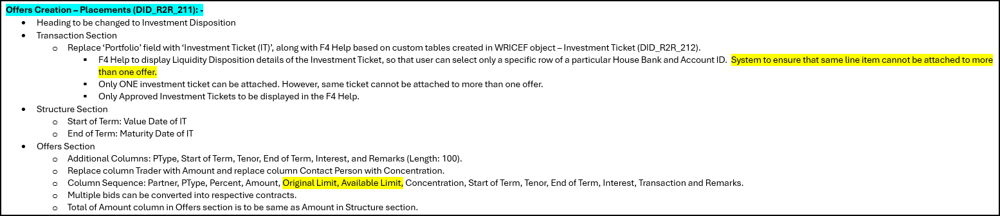 Offers Creation – Placements (DID_R2R_211): -
• Heading to be changed to Investment Disposition
• Transaction Section
o Replace ‘Portfolio’ field with ‘Investment Ticket (IT)’, along with F4 Help based on custom tables created in WRICEF object – Investment Ticket (DID_R2R_212).
▪ F4 Help to display Liquidity Disposition details of the Investment Ticket, so that user can select only a specific row of a particular House Bank and Account ID. System to ensure that same line item cannot be attached to more
than one offer.
▪ Only ONE investment ticket can be attached. However, same ticket cannot be attached to more than one offer.
▪ Only Approved Investment Tickets to be displayed in the F4 Help.
• Structure Section
o Start of Term: Value Date of IT
o End of Term: Maturity Date of IT
• Offers Section
o Additional Columns: PType, Start of Term, Tenor, End of Term, Interest, and Remarks (Length: 100).
o Replace column Trader with Amount and replace column Contact Person with Concentration.
o Column Sequence: Partner, PType, Percent, Amount, Original Limit, Available Limit, Concentration, Start of Term, Tenor, End of Term, Interest, Transaction and Remarks.
o Multiple bids can be converted into respective contracts.
o Total of Amount column in Offers section is to be same as Amount in Structure section.